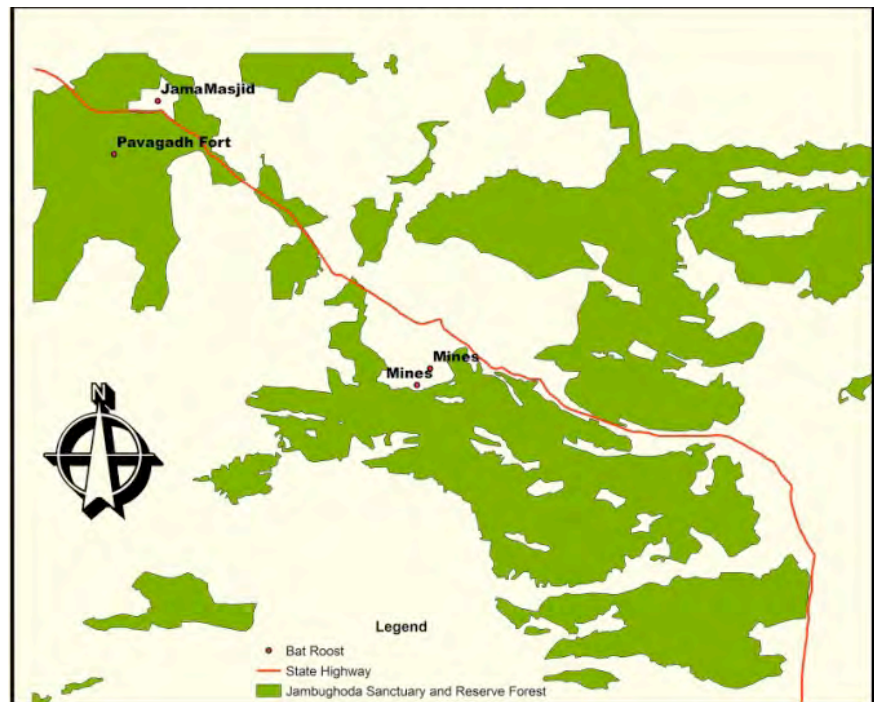 JamaMasjid
Pavagadh Fort
Mines
Mines
N
Legend
Bat Roost
State Highway
Jambughoda Sanctuary and Reserve Forest